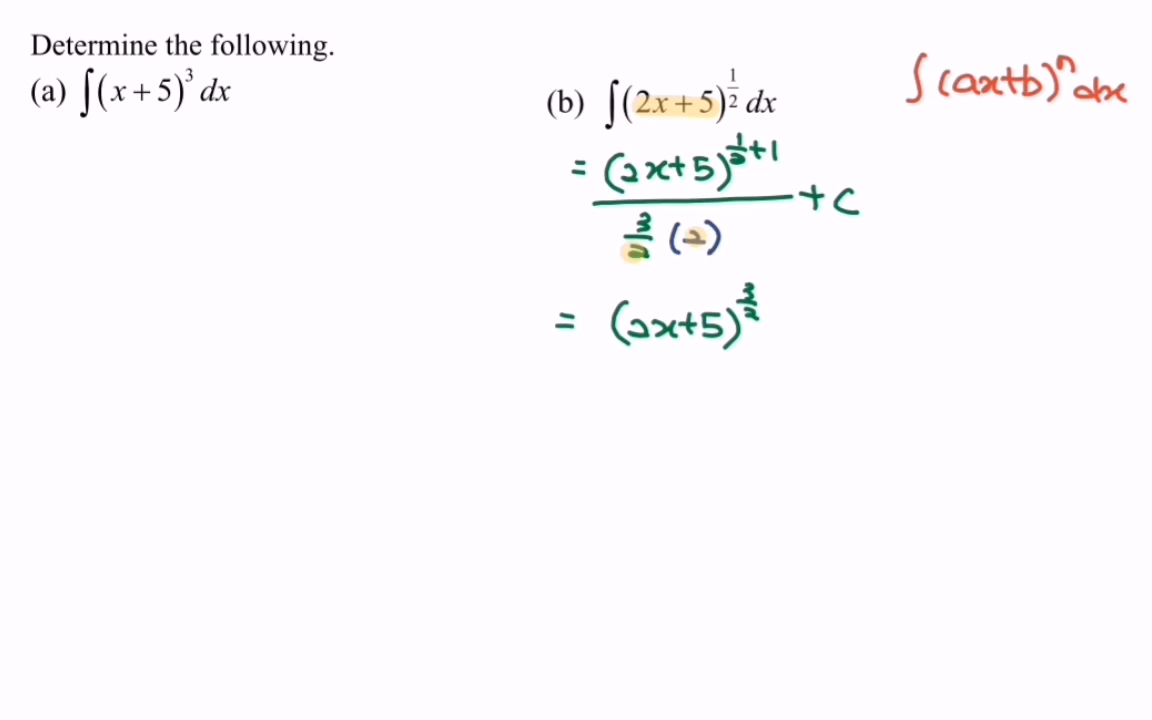 Determine the following.
(a) ∫(x + 5)³ dx
(b) ∫(2x + 5)^(1/2) dx
∫(ax+b)ⁿ dx
= (2x+5)^(1/2 + 1) / (3/2 (2)) + C
= (2x+5)^(3/2)